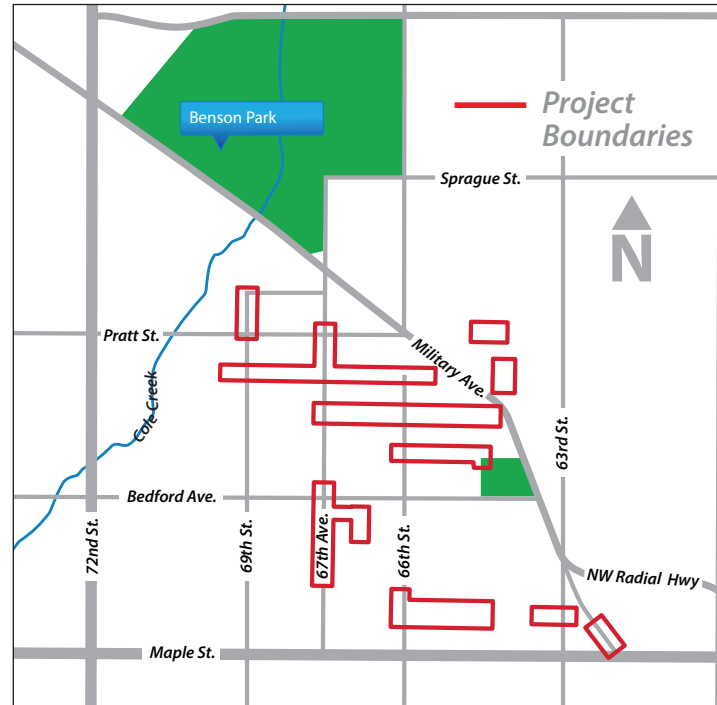 Benson Park
Project
Boundaries
Sprague St.
N
Pratt St.
Military Ave.
Cole Creek
63rd St.
Bedford Ave.
72nd St.
69th St.
67th Ave.
66th St.
NW Radial Hwy
Maple St.